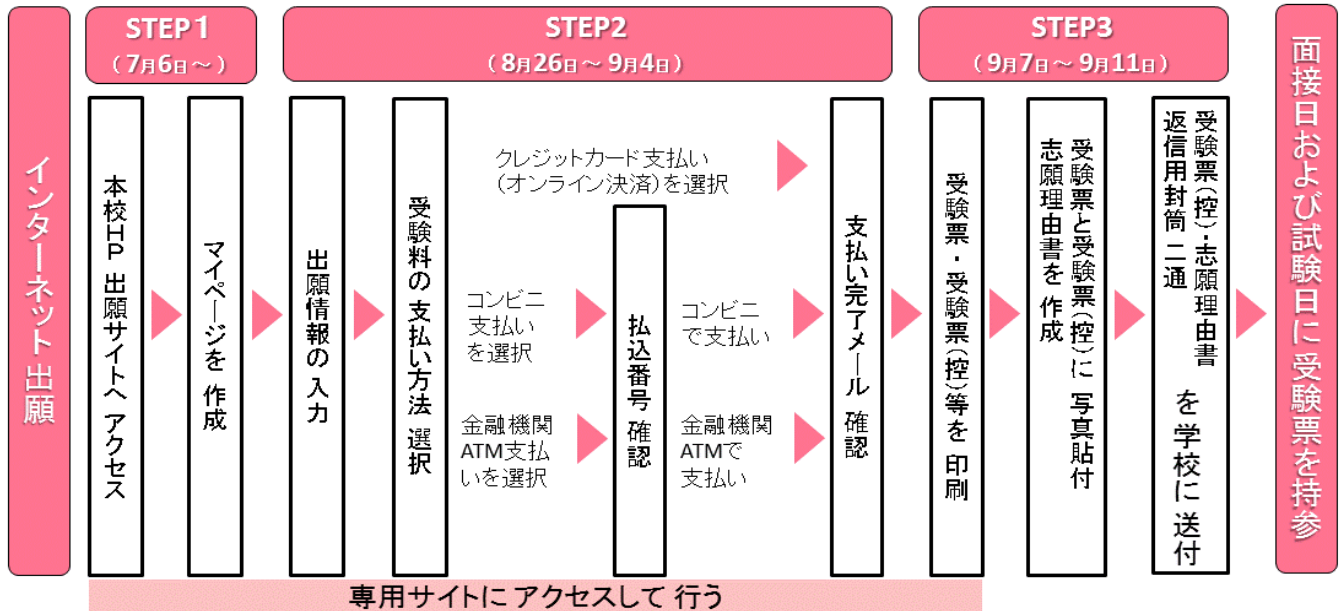 インターネット 出願
STEP1
（7月6日～）
本校HP 出願サイトへ アクセス
マイページを 作成
STEP2
（8月26日～9月4日）
出願情報の 入力
受験料の 支払い方法 選択
クレジットカード支払い
（オンライン決済）を選択
コンビニ
支払い
を選択
金融機関
ATM支払
いを選択
払込番号 確認
コンビニ
で支払い
金融機関
ATMで
支払い
支払い完了メール 確認
STEP3
（9月7日～9月11日）
受験票・受験票(控)等を 印刷
受験票と受験票(控)に 写真貼付
志願理由書を 作成
受験票(控)・志願理由書
返信用封筒 二通
を 学校に 送付
面接日および試験日に 受験票を持参
専用サイトに アクセスして 行う